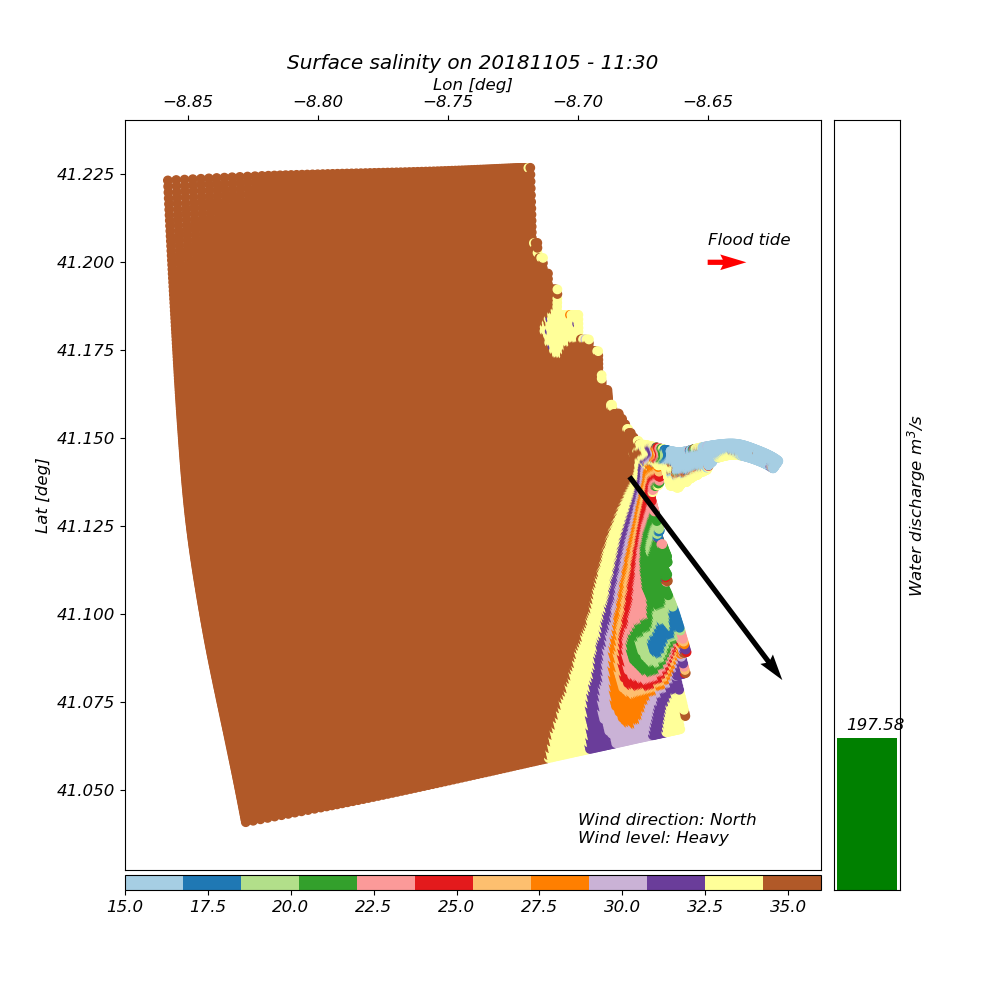 Surface salinity on 20181105 - 11:30
Lon [deg]
−8.85 −8.80 −8.75 −8.70 −8.65
41.225
41.200
41.175
41.150
41.125
41.100
41.075
41.050
Lat [deg]
Flood tide
Wind direction: North
Wind level: Heavy
15.0 17.5 20.0 22.5 25.0 27.5 30.0 32.5 35.0
197.58
Water discharge m³/s